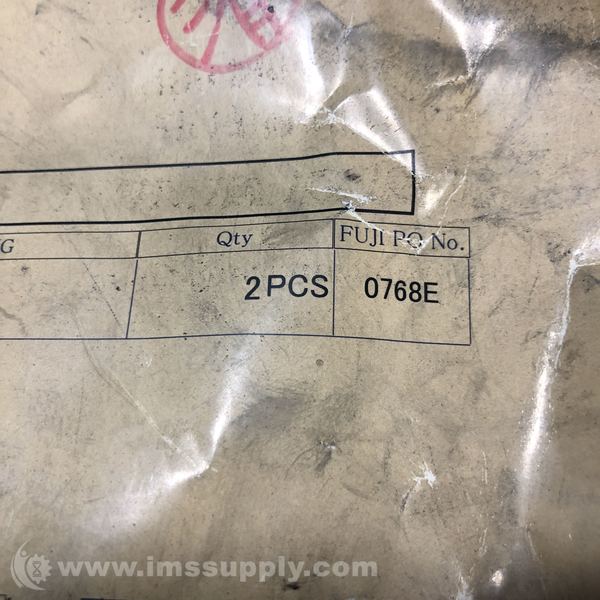 G Qty FUJI PO No.
2PCS 0768E
www.imssupply.com